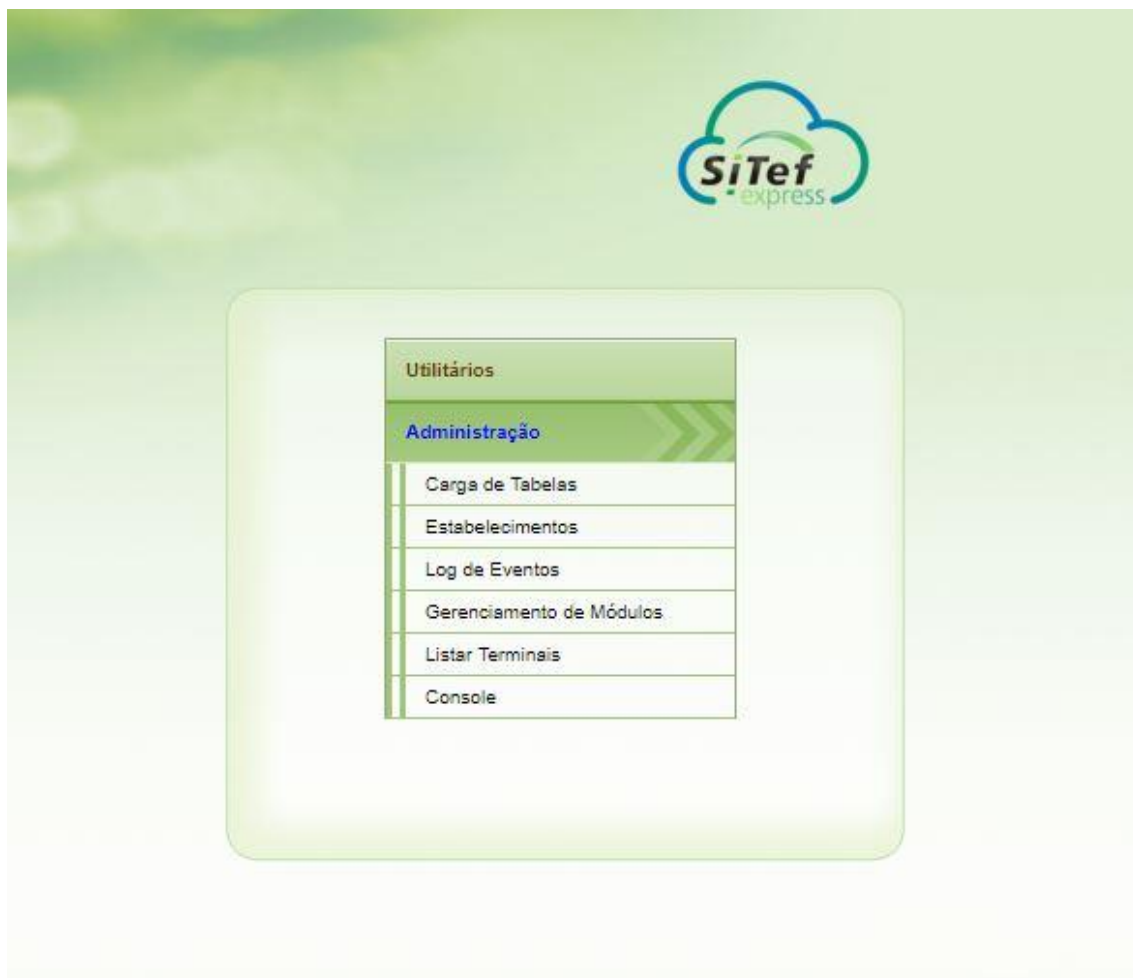 SiTef
express
Utilitários
Administração
Carga de Tabelas
Estabelecimentos
Log de Eventos
Gerenciamento de Módulos
Listar Terminais
Console